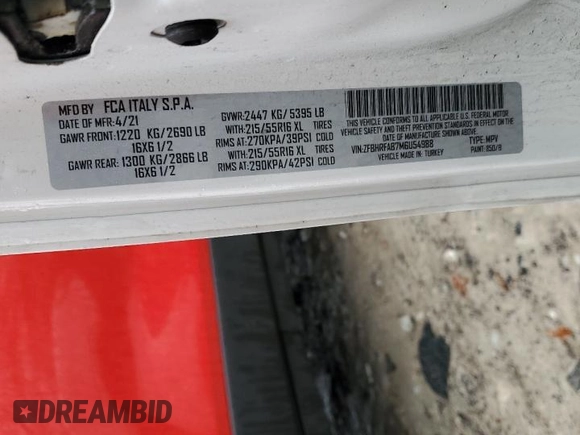 MFD BY FCA ITALY S.P.A.
DATE OF MFR: 4/21
GAWR FRONT: 1220 KG/2690 LB
16X6 1/2
GAWR REAR: 1300 KG/2866 LB
16X6 1/2
GVWR: 2447 KG/ 5395 LB
WITH: 215/55R16 XL TIRES
RIMS AT: 270KPA/39PSI COLD
WITH: 215/55R16 XL TIRES
RIMS AT: 290KPA/42PSI COLD
THIS VEHICLE CONFORMS TO ALL APPLICABLE U.S. FEDERAL MOTOR
VEHICLE SAFETY STANDARDS IN EFFECT ON THE
DATE OF MANUFACTURE SHOWN ABOVE.
VIN: ZFBHRFAB7M6U54988 TYPE: MPV
VEHICLE MADE IN: TURKEY
DREAMBID